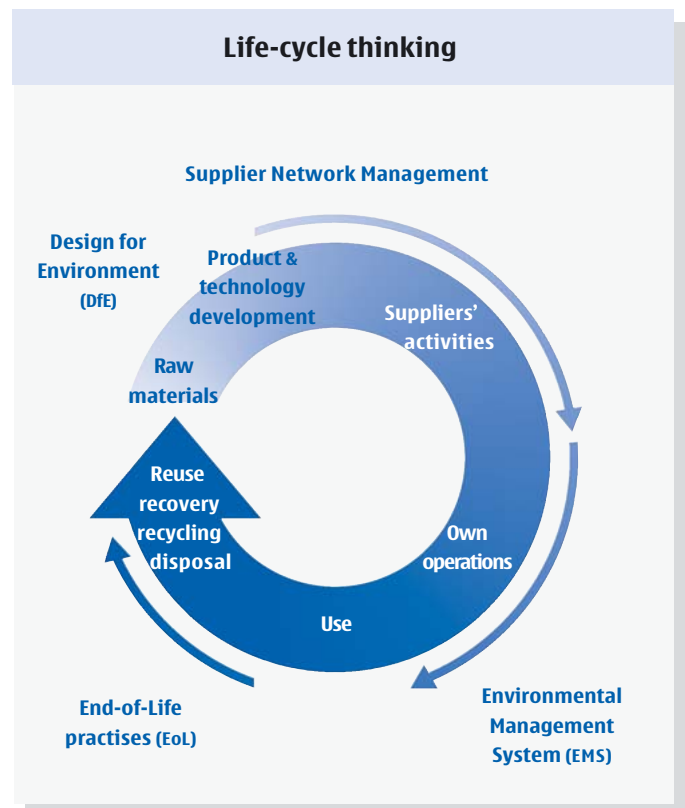 Life-cycle thinking
Supplier Network Management
Design for
Environment
(DfE)
Product &
technology
development
Suppliers'
activities
Raw
materials
Reuse
recovery
recycling
disposal
Own
operations
Use
End-of-Life
practises (EoL)
Environmental
Management
System (EMS)